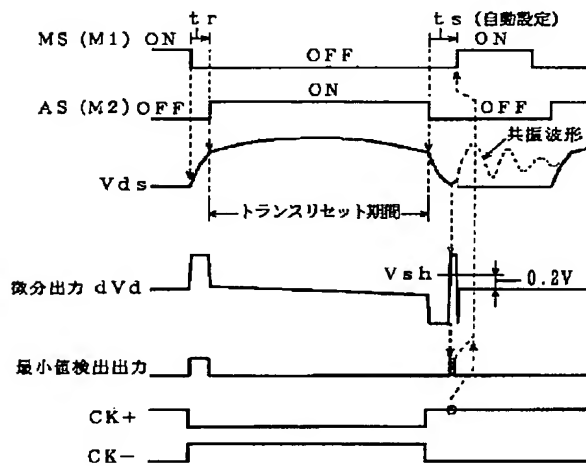 tr
ts (自動設定)
MS (M1) ON
OFF
ON
AS (M2) OFF
ON
OFF
共振波形
Vds
トランスリセット期間
Vsh
0.2V
微分出力 dVd
最小値検出出力
CK+
CK-